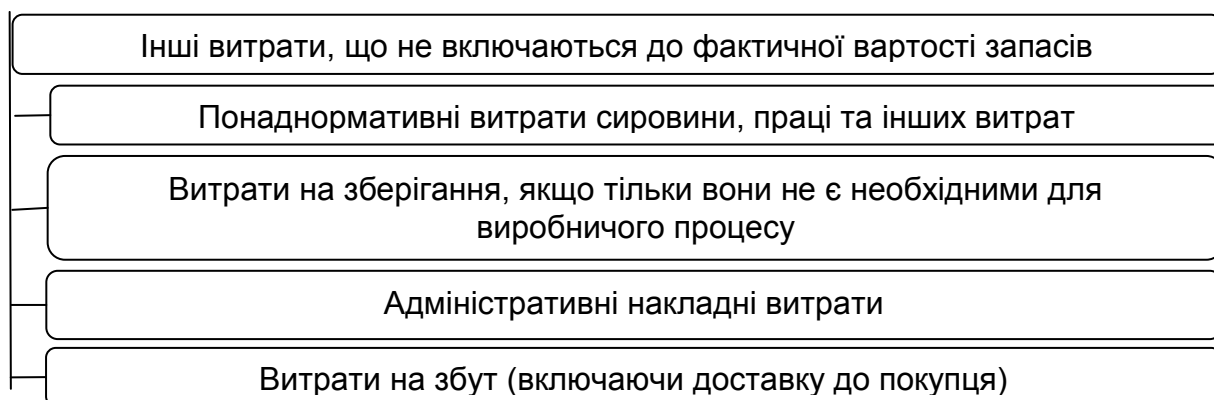 Інші витрати, що не включаються до фактичної вартості запасів
Понаднормативні витрати сировини, праці та інших витрат
Витрати на зберігання, якщо тільки вони не є необхідними для
виробничого процесу
Адміністративні накладні витрати
Витрати на збут (включаючи доставку до покупця)